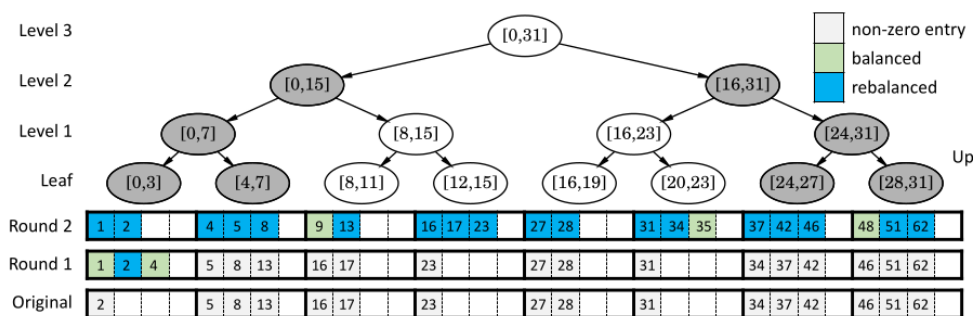 Level 3 [0,31] non-zero entry
balanced
Level 2 [0,15] [16,31] rebalanced
Level 1 [0,7] [8,15] [16,23] [24,31]
Up
Leaf [0,3] [4,7] [8,11] [12,15] [16,19] [20,23] [24,27] [28,31]
Round 2 1 2 4 5 8 9 13 16 17 23 27 28 31 34 35 37 42 46 48 51 62
Round 1 1 2 4 5 8 13 16 17 23 27 28 31 34 37 42 46 51 62
Original 2 5 8 13 16 17 23 27 28 31 34 37 42 46 51 62